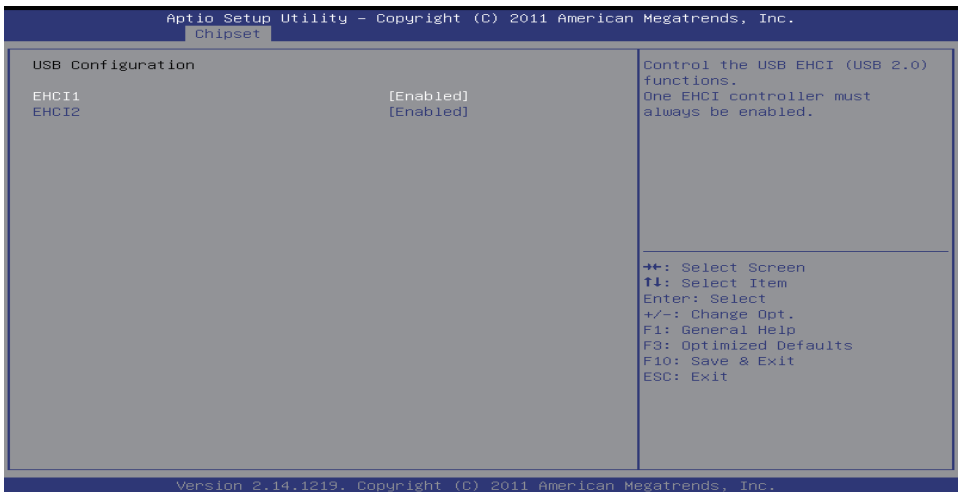 Aptio Setup Utility – Copyright (C) 2011 American Megatrends, Inc.
Chipset
USB Configuration
EHCI1 [Enabled]
EHCI2 [Enabled]
Control the USB EHCI (USB 2.0)
functions.
One EHCI controller must
always be enabled.
→←: Select Screen
↑↓: Select Item
Enter: Select
+/-: Change Opt.
F1: General Help
F3: Optimized Defaults
F10: Save & Exit
ESC: Exit
Version 2.14.1219. Copyright (C) 2011 American Megatrends, Inc.